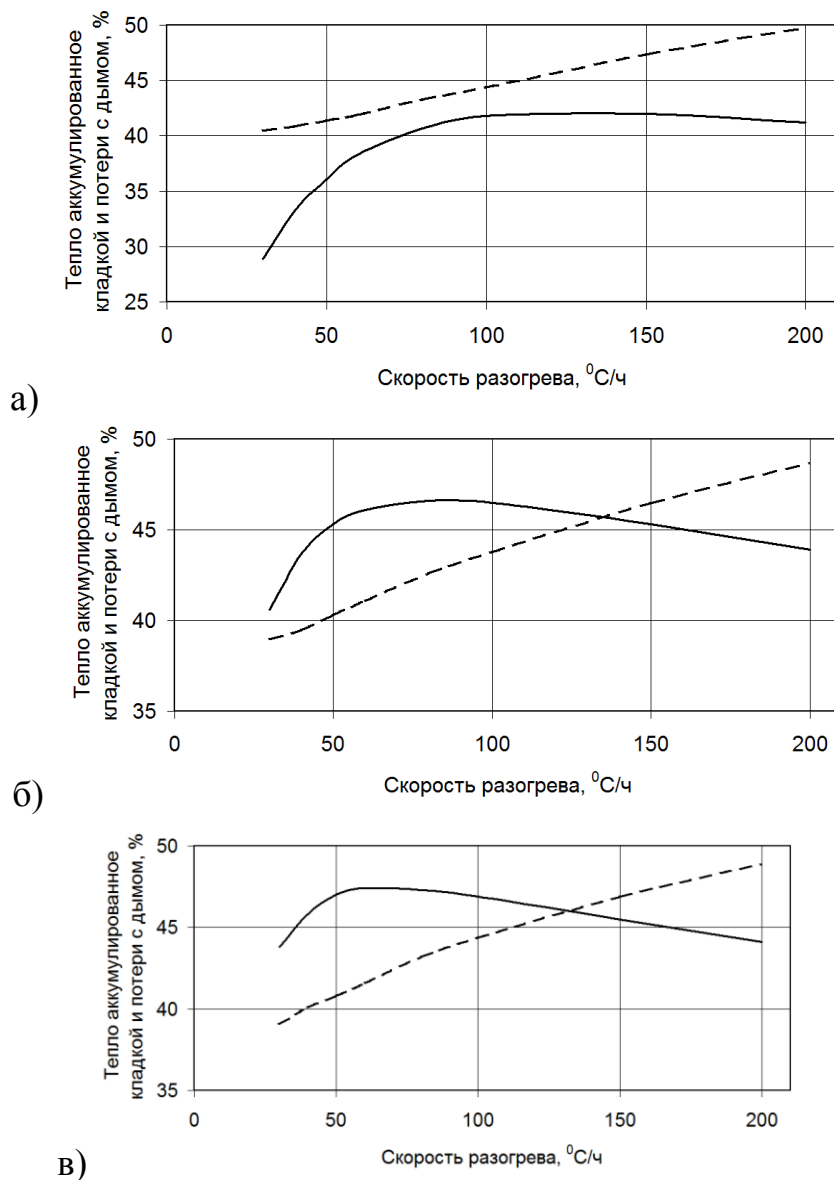 Тепло аккумулированное
кладкой и потери с дымом, %
50
45
40
35
30
25
0
50
100
150
200
Скорость разогрева, ⁰С/ч
а)
Тепло аккумулированное
кладкой и потери с дымом, %
50
45
40
35
0
50
100
150
200
Скорость разогрева, ⁰С/ч
б)
Тепло аккумулированное
кладкой и потери с дымом, %
50
45
40
35
0
50
100
150
200
Скорость разогрева, ⁰С/ч
в)